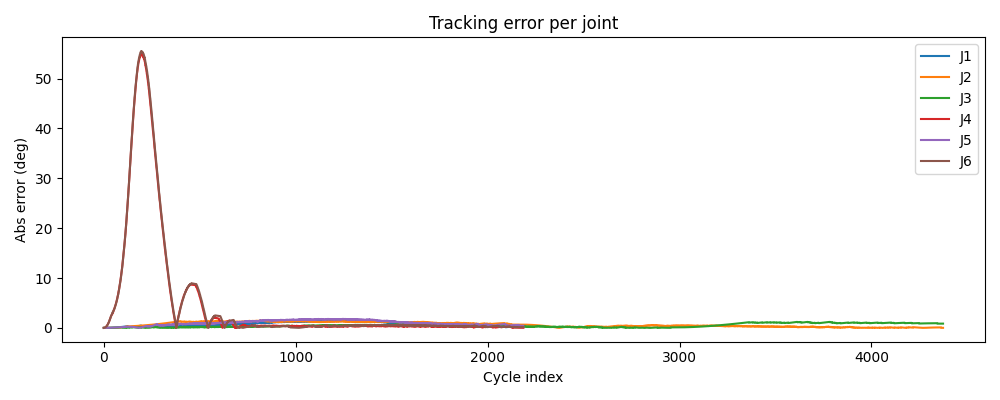 Tracking error per joint
Abs error (deg)
50
40
30
20
10
0
J1
J2
J3
J4
J5
J6
0 1000 2000 3000 4000
Cycle index